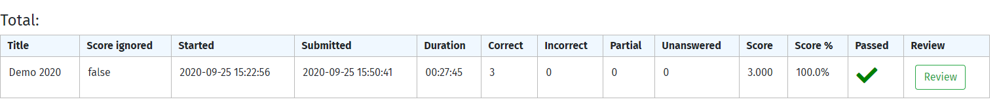 Total:
Title Score ignored Started Submitted Duration Correct Incorrect Partial Unanswered Score Score % Passed Review
Demo 2020 false 2020-09-25 15:22:56 2020-09-25 15:50:41 00:27:45 3 0 0 0 3.000 100.0% Review